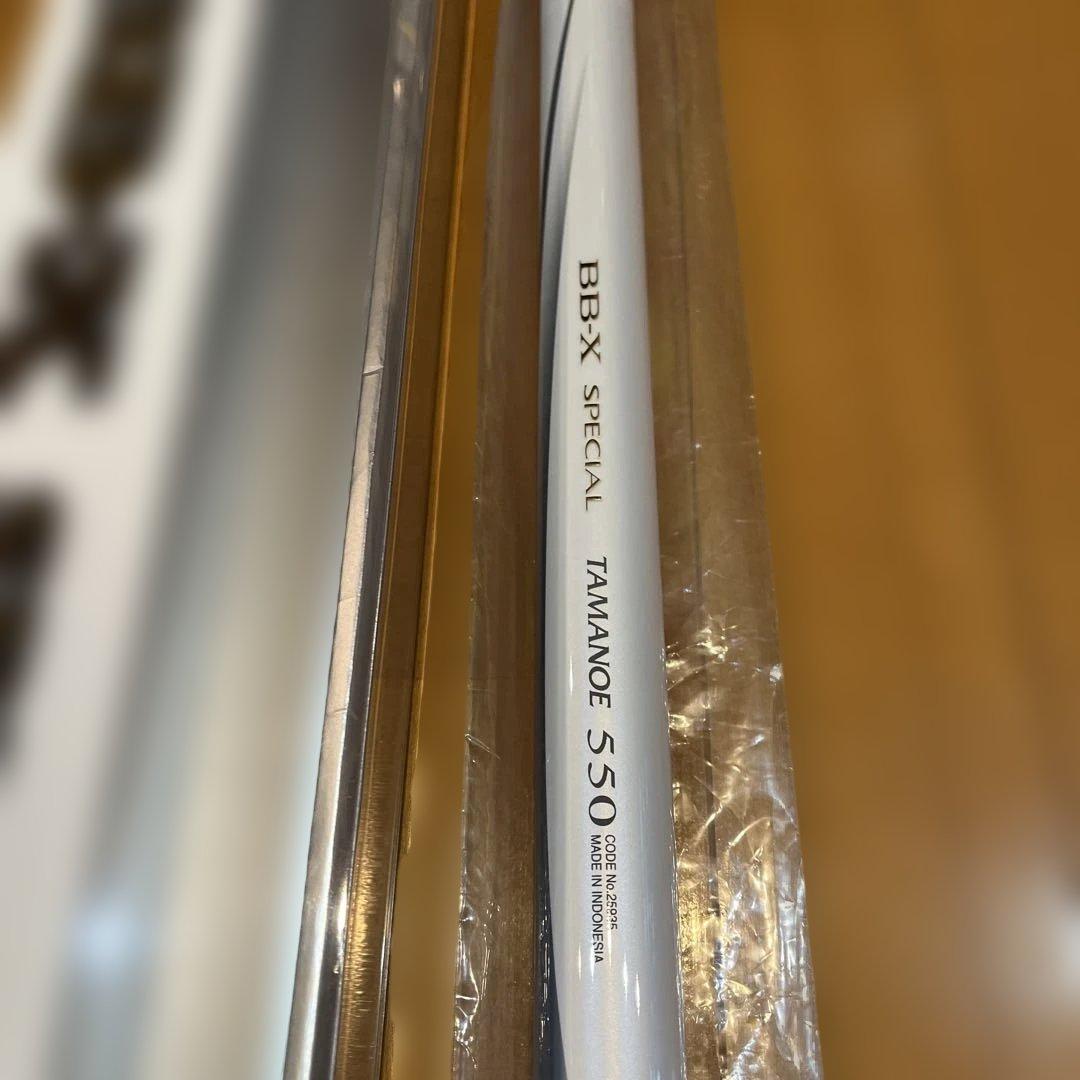 BB-X SPECIAL TAMANOE 550
CODE No.25935
MADE IN INDONESIA